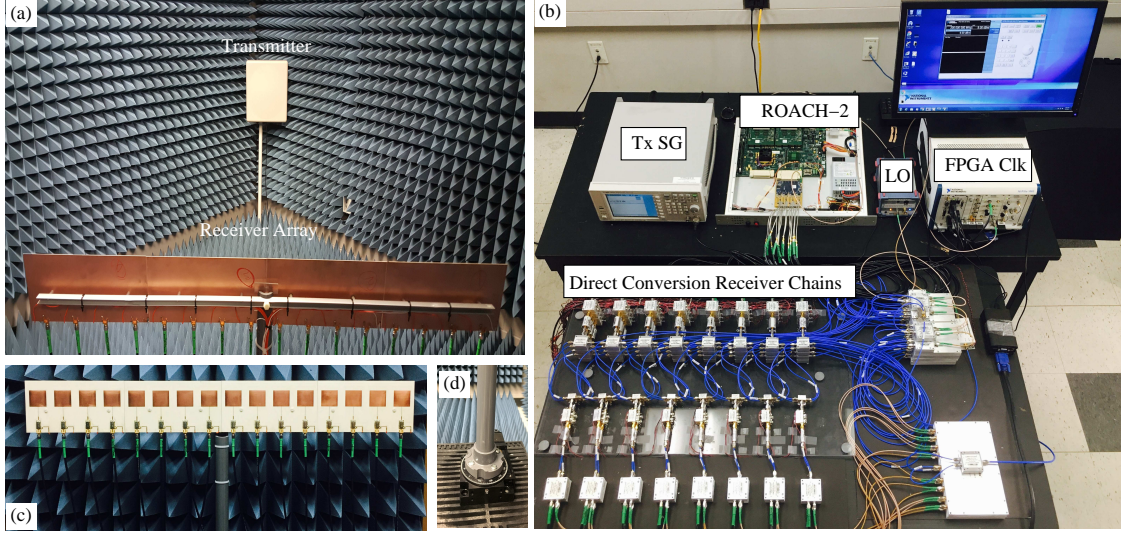 (a)
Transmitter
Receiver Array
(b)
Tx SG
ROACH−2
LO
FPGA Clk
Direct Conversion Receiver Chains
(c)
(d)